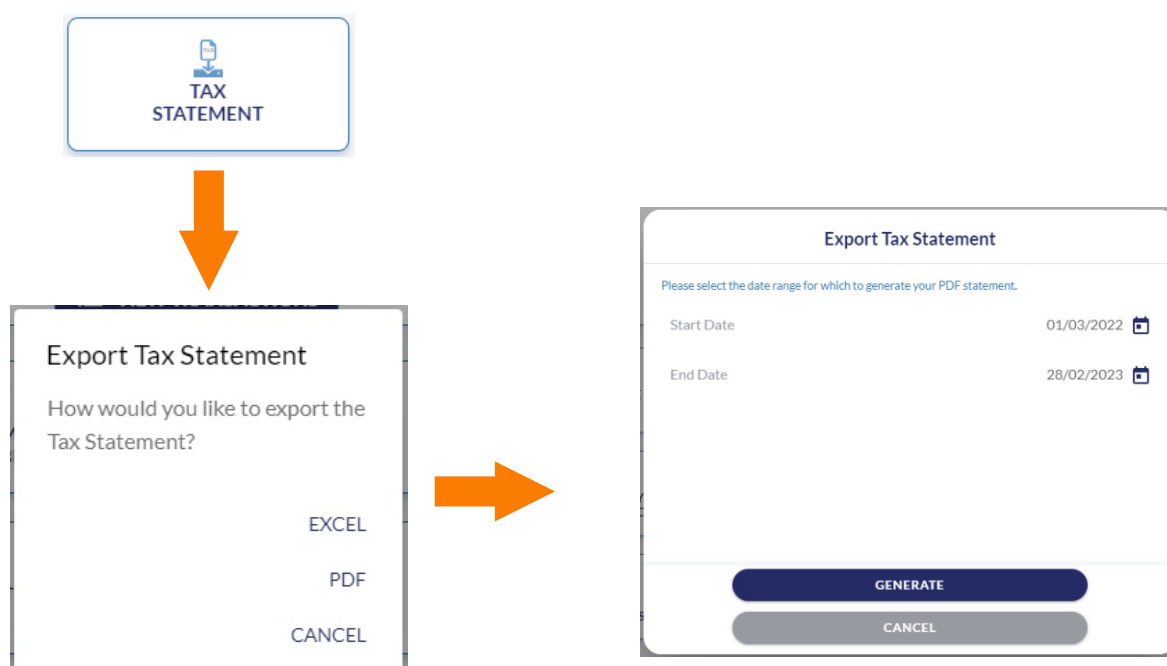 TAX
TAX
STATEMENT
Export Tax Statement
How would you like to export the
Tax Statement?
EXCEL
PDF
CANCEL
Export Tax Statement
Please select the date range for which to generate your PDF statement.
Start Date 01/03/2022
End Date 28/02/2023
GENERATE
CANCEL